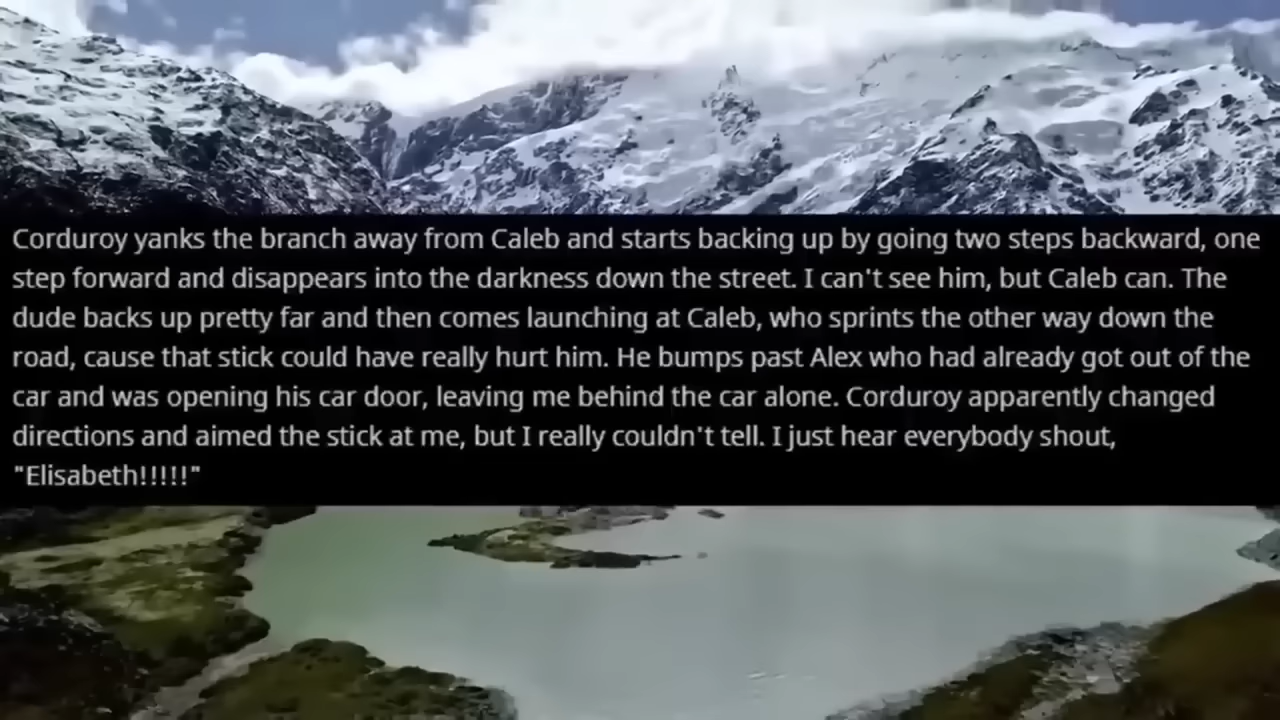 Corduroy yanks the branch away from Caleb and starts backing up by going two steps backward, one
step forward and disappears into the darkness down the street. I can't see him, but Caleb can. The
dude backs up pretty far and then comes launching at Caleb, who sprints the other way down the
road, cause that stick could have really hurt him. He bumps past Alex who had already got out of the
car and was opening his car door, leaving me behind the car alone. Corduroy apparently changed
directions and aimed the stick at me, but I really couldn't tell. I just hear everybody shout,
"Elisabeth!!!!!"